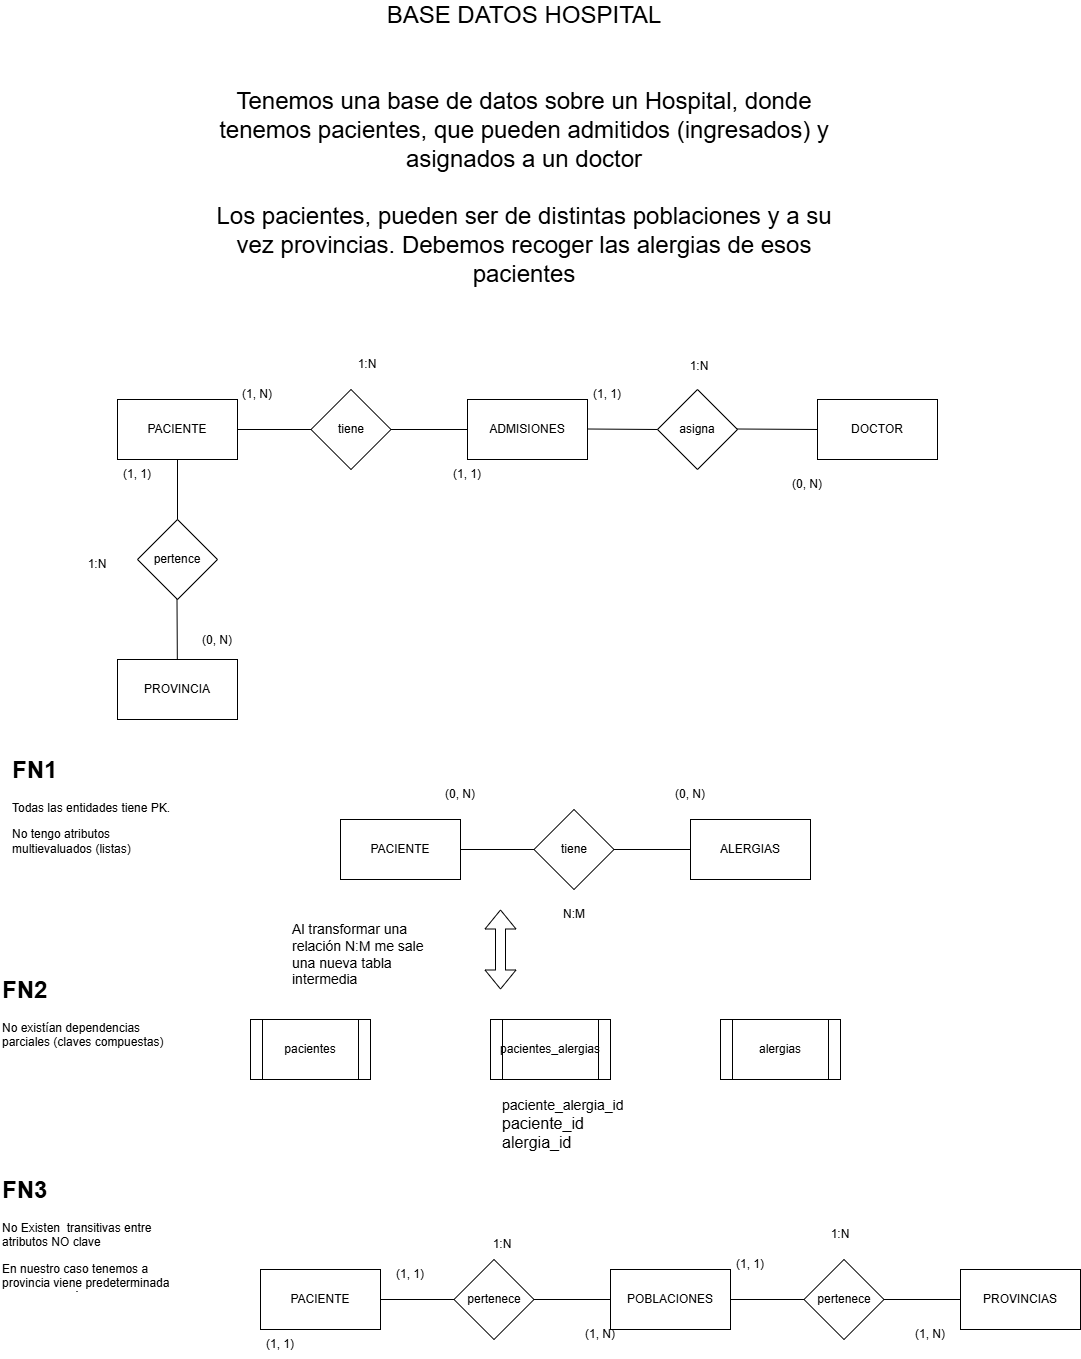 BASE DATOS HOSPITAL
Tenemos una base de datos sobre un Hospital, donde
tenemos pacientes, que pueden admitidos (ingresados) y
asignados a un doctor
Los pacientes, pueden ser de distintas poblaciones y a su
vez provincias. Debemos recoger las alergias de esos
pacientes
1:N
1:N
(1, N)
(1, 1)
PACIENTE
tiene
ADMISIONES
asigna
DOCTOR
(1, 1)
(1, 1)
(0, N)
1:N
pertence
(0, N)
PROVINCIA
FN1
Todas las entidades tiene PK.
No tengo atributos
multievaluados (listas)
(0, N)
(0, N)
PACIENTE
tiene
ALERGIAS
N:M
Al transformar una
relación N:M me sale
una nueva tabla
intermedia
FN2
No existían dependencias
parciales (claves compuestas)
pacientes
pacientes_alergias
alergias
paciente_alergia_id
paciente_id
alergia_id
FN3
No Existen transitivas entre
atributos NO clave
En nuestro caso tenemos a
provincia viene predeterminada
1:N
1:N
(1, 1)
(1, 1)
PACIENTE
pertenece
POBLACIONES
pertenece
PROVINCIAS
(1, 1)
(1, N)
(1, N)